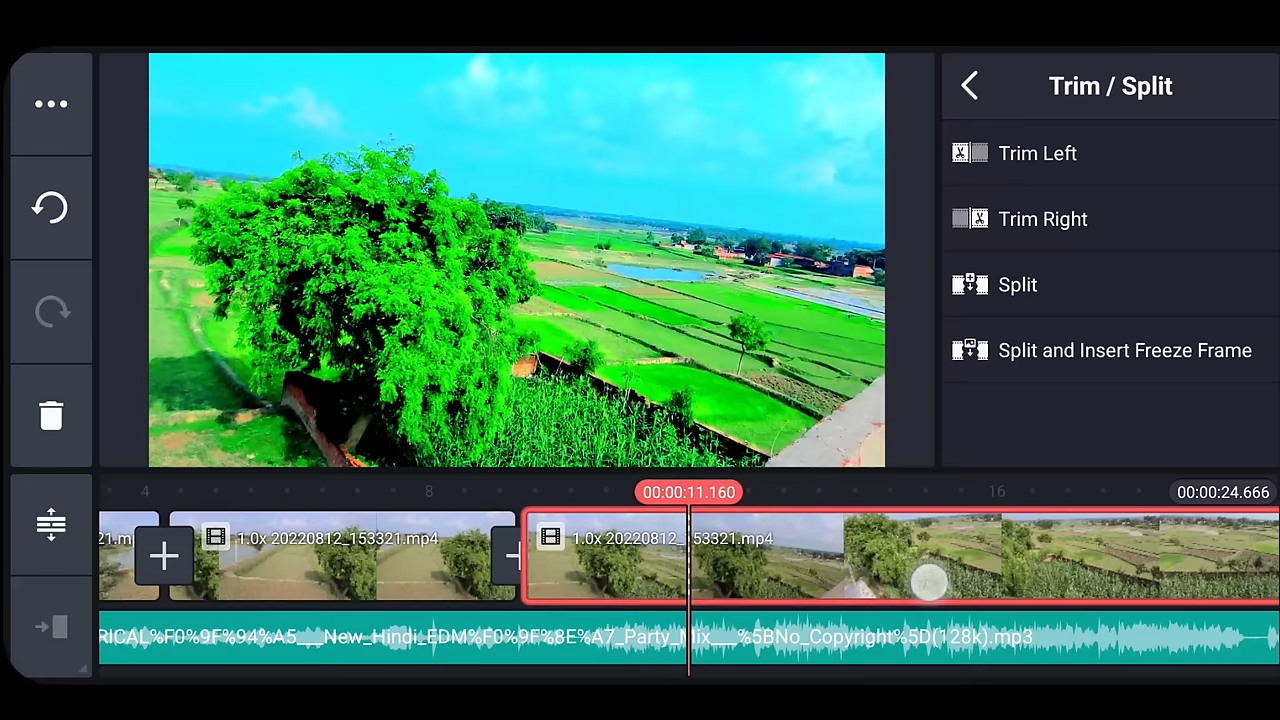 Trim / Split
Trim Left
Trim Right
Split
Split and Insert Freeze Frame
4
8
00:00:11.160
16
00:00:24.666
21.m
1.0x 20220812_153321.mp4
1.0x 20220812_153321.mp4
RICAL%F0%9F%94%A5___New_Hindi_EDM%F0%9F%8E%A7_Party_Mix___%5BNo_Copyright%5D(128k).mp3